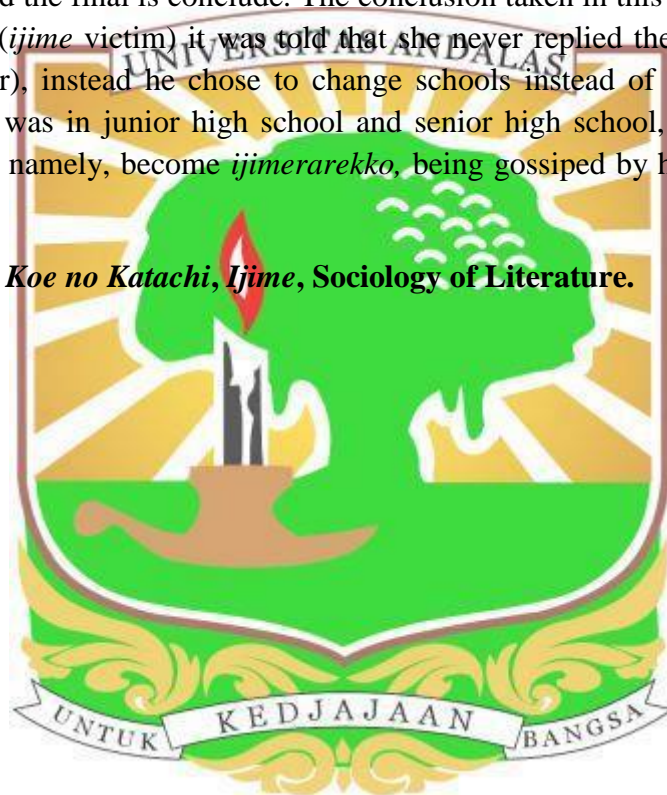 d the final is conclude. The conclusion taken in this
(ijime victim) it was told that she never replied the
r), instead he chose to change schools instead of
was in junior high school and senior high school,
namely, become ijimerarekko, being gossiped by h
Koe no Katachi, Ijime, Sociology of Literature.
UNIVERSITAS ANDALAS
UNTUK KEDJAJAAN BANGSA